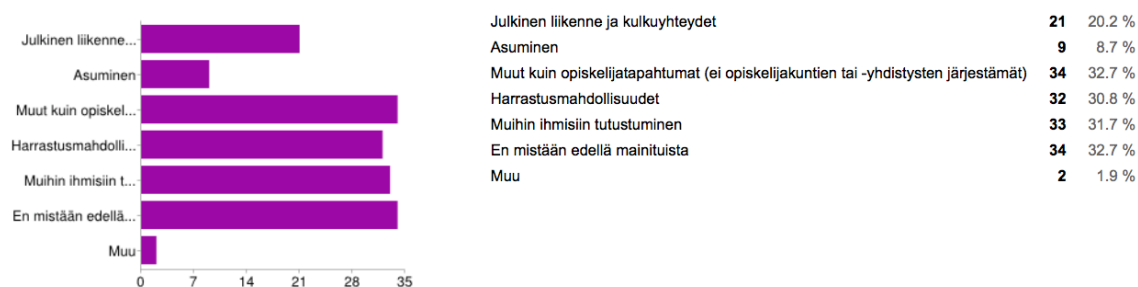 Julkinen liikenne...
Asuminen
Muut kuin opiskel...
Harrastusmahdolli...
Muihin ihmisiin t...
En mistään edellä...
Muu
0 7 14 21 28 35
Julkinen liikenne ja kulkuyhteydet 21 20.2 %
Asuminen 9 8.7 %
Muut kuin opiskelijatapahtumat (ei opiskelijakuntien tai -yhdistysten järjestämät) 34 32.7 %
Harrastusmahdollisuudet 32 30.8 %
Muihin ihmisiin tutustuminen 33 31.7 %
En mistään edellä mainituista 34 32.7 %
Muu 2 1.9 %